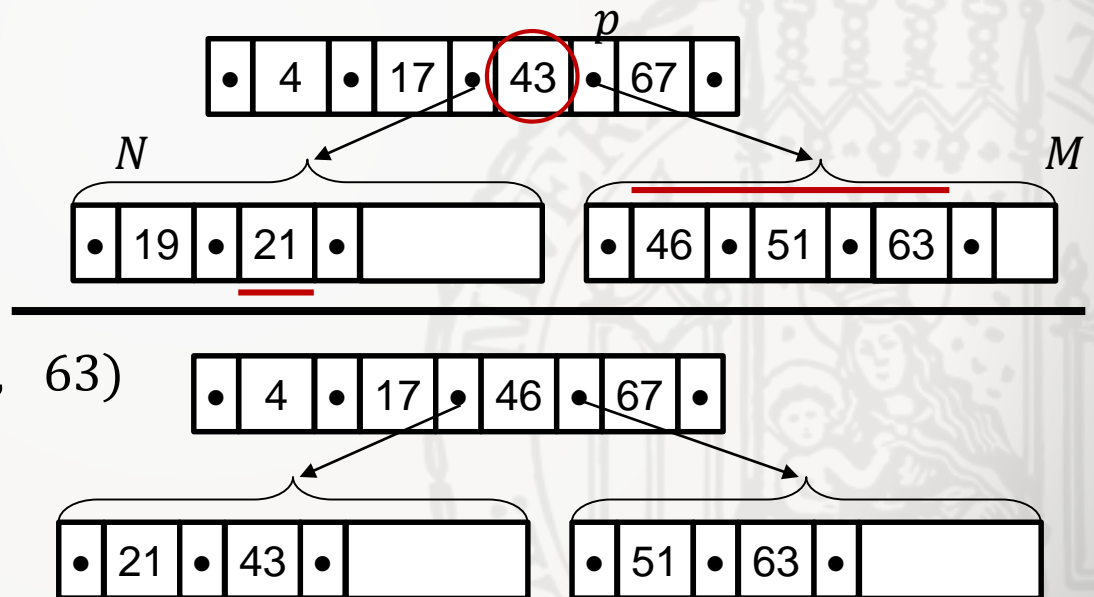 p
• 4 • 17 • 43 • 67 •
N M
• 19 • 21 •
• 46 • 51 • 63 •
, 63)
• 4 • 17 • 46 • 67 •
• 21 • 43 •
• 51 • 63 •